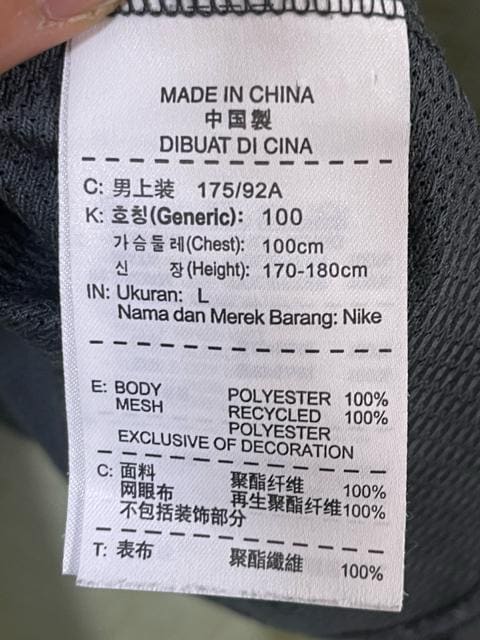 MADE IN CHINA
中国製
DIBUAT DI CINA
C: 男上装 175/92A
K: 호칭(Generic): 100
가슴둘레(Chest): 100cm
신 장(Height): 170-180cm
IN: Ukuran: L
Nama dan Merek Barang: Nike
E: BODY POLYESTER 100%
MESH RECYCLED 100%
POLYESTER
EXCLUSIVE OF DECORATION
C: 面料 聚酯纤维 100%
网眼布 再生聚酯纤维100%
不包括装饰部分
T: 表布 聚酯纖維 100%